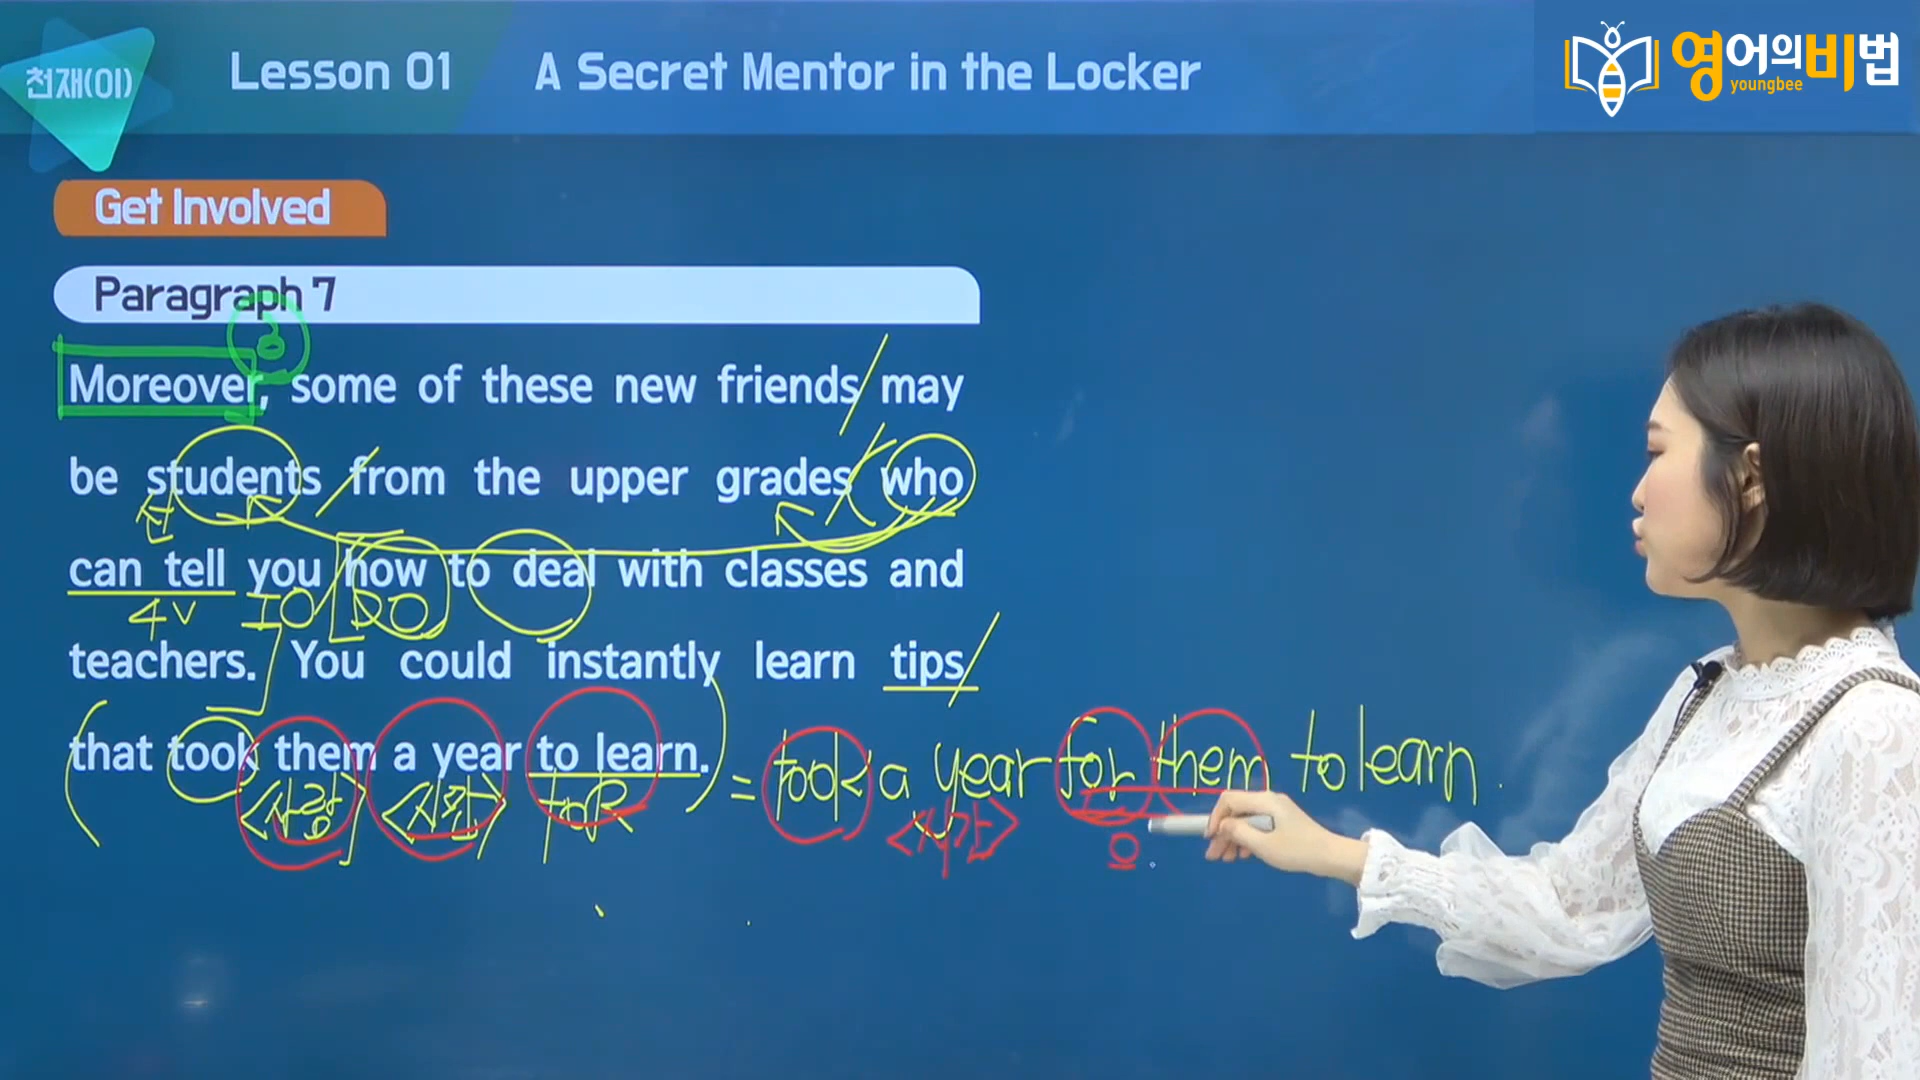 천재(이)
Lesson 01 A Secret Mentor in the Locker
영어의비법
youngbee
Get Involved
Paragraph 7
Moreover, some of these new friends may
be students from the upper grades who
선
can tell you how to deal with classes and
4V IO DO
teachers. You could instantly learn tips
that took them a year to learn. = took a year for them to learn.
<사람> <시간> to R <시간>